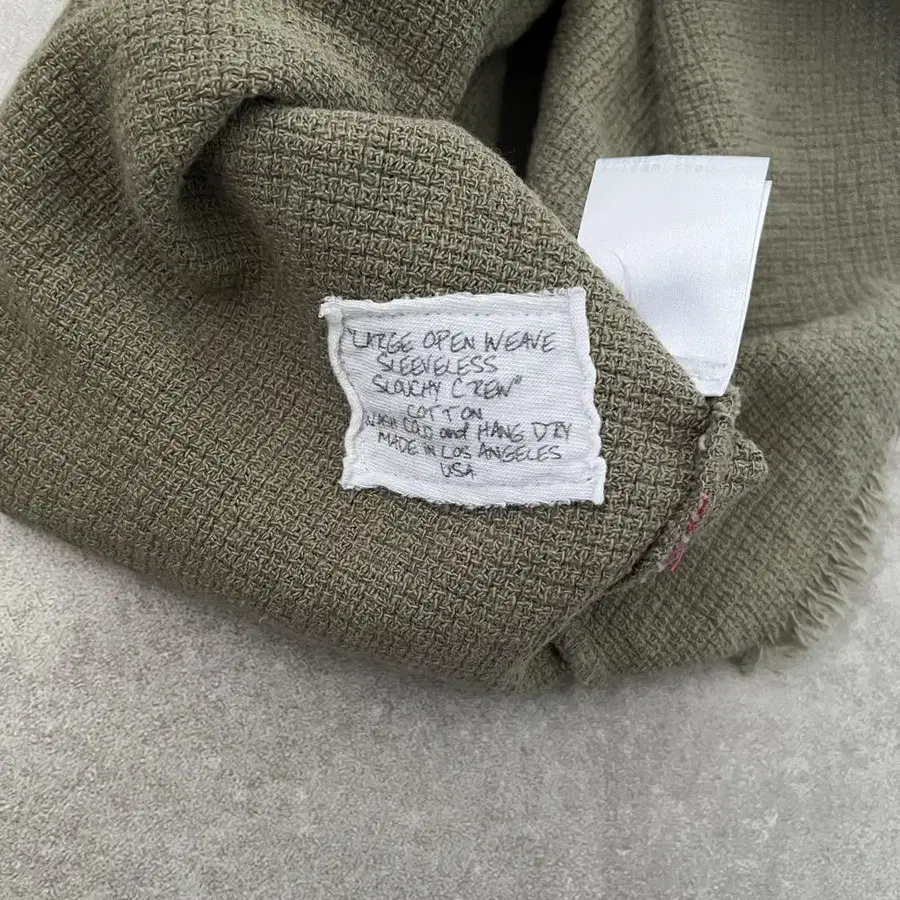 "LARGE OPEN WEAVE
SLEEVELESS
SLOUCHY CREW"
COTTON
WASH COLD and HANG DRY
MADE IN LOS ANGELES
USA